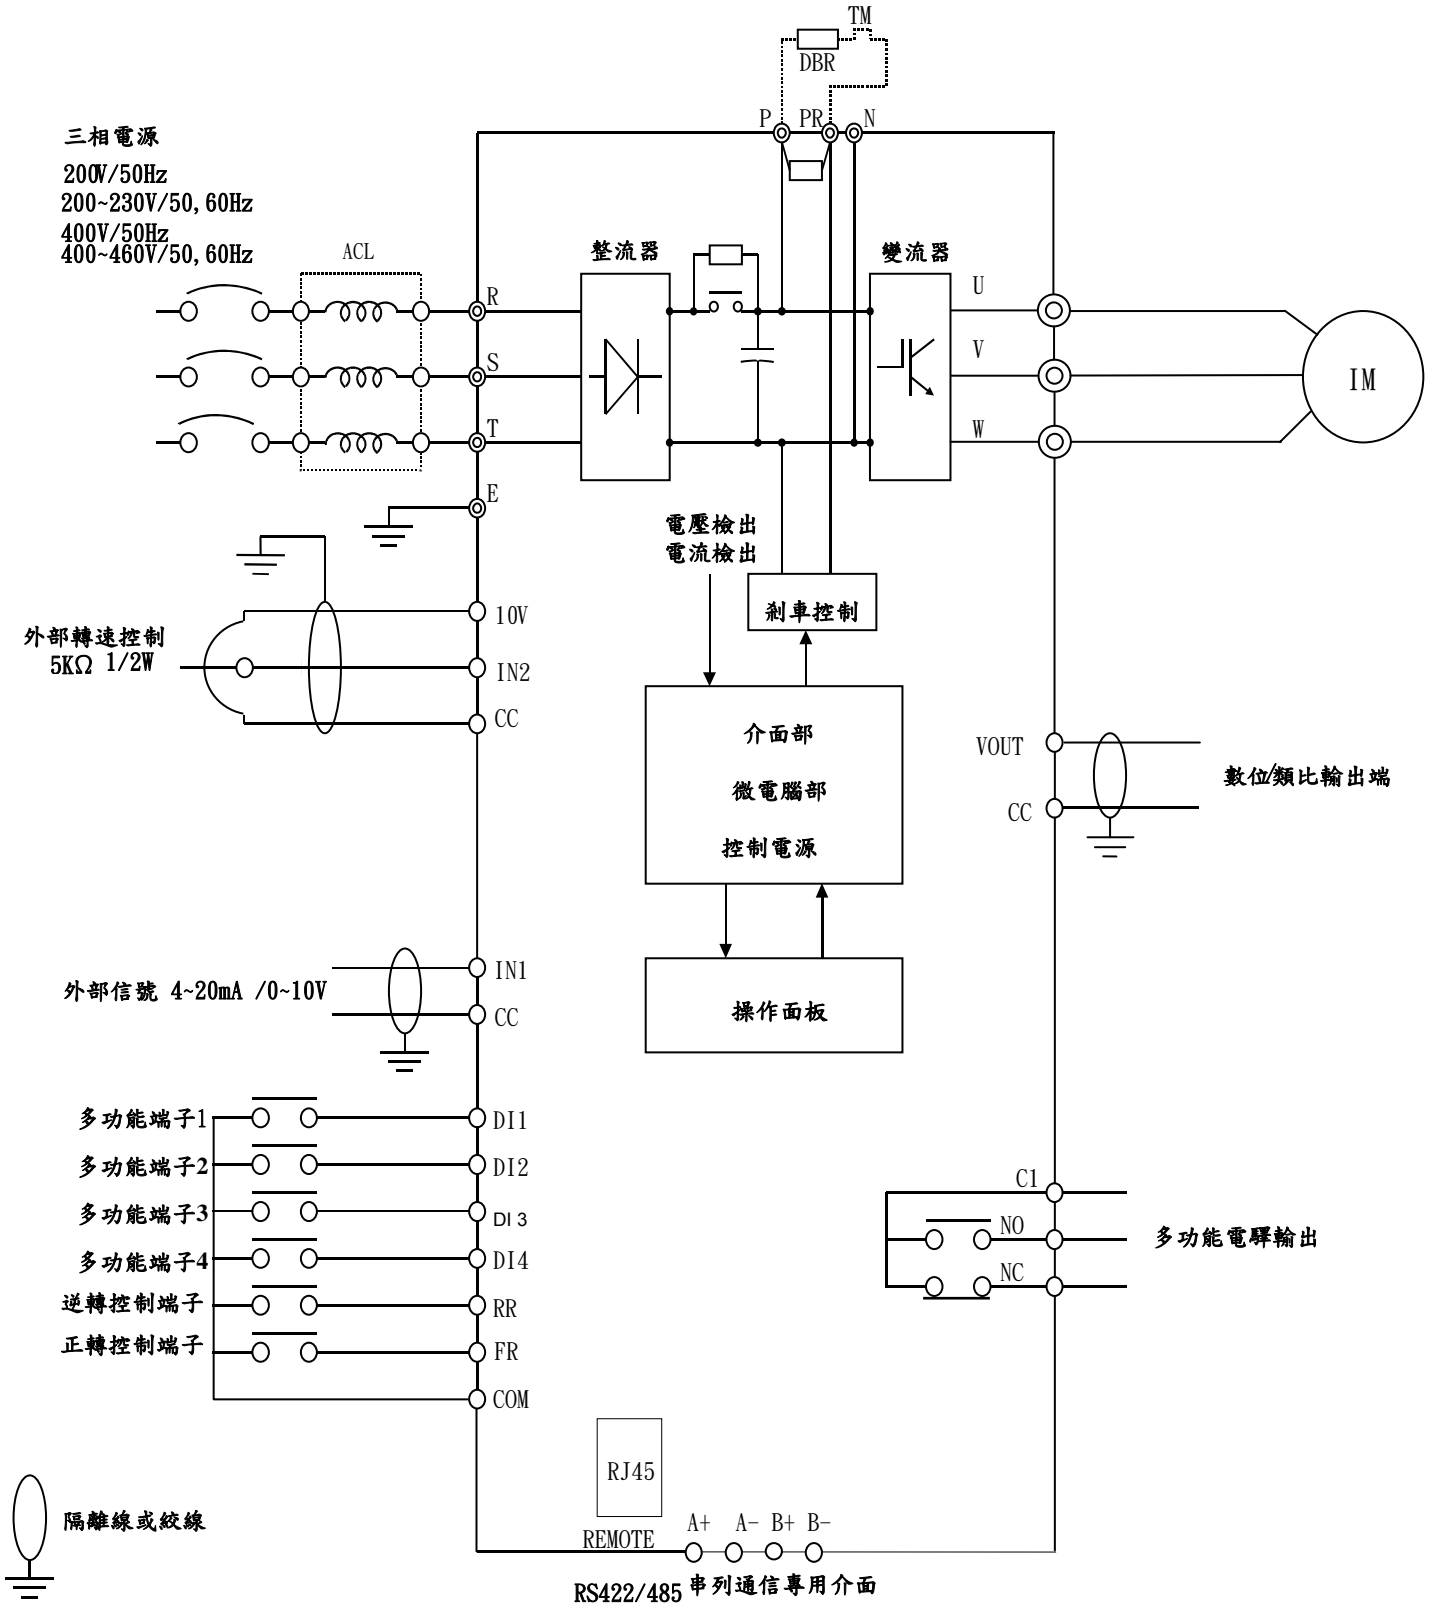 TM
DBR
P PR N
三相電源
200V/50Hz
200~230V/50,60Hz
400V/50Hz
400~460V/50,60Hz
ACL
整流器
變流器
R
S
T
E
U
V
W
IM
電壓檢出
電流檢出
剎車控制
外部轉速控制
5KΩ 1/2W
10V
IN2
CC
介面部
微電腦部
控制電源
VOUT
CC
數位/類比輸出端
外部信號 4~20mA /0~10V
IN1
CC
操作面板
多功能端子1
DI1
多功能端子2
DI2
多功能端子3
DI 3
多功能端子4
DI4
逆轉控制端子
RR
正轉控制端子
FR
COM
C1
NO
NC
多功能電驛輸出
RJ45
REMOTE
A+ A- B+ B-
RS422/485 串列通信專用介面
隔離線或絞線